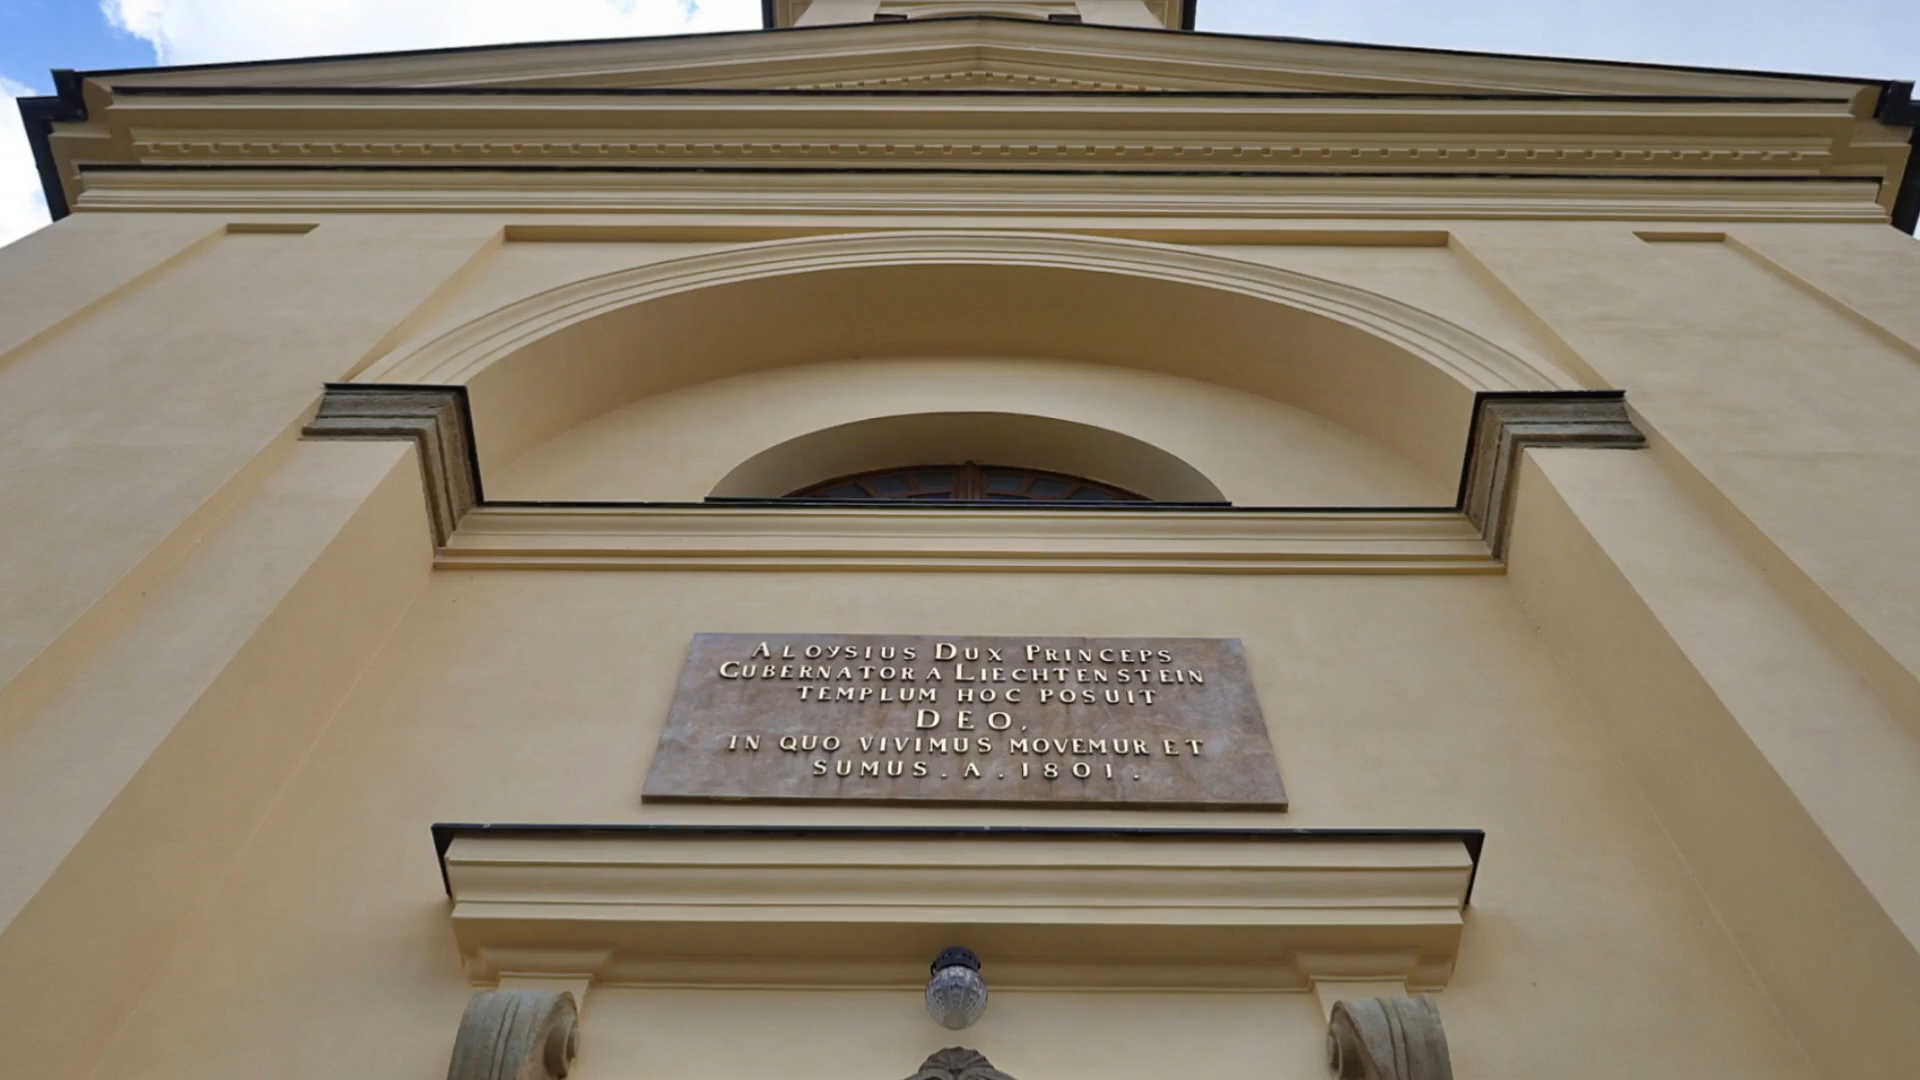 ALOYSIUS DUX PRINCEPS
GUBERNATOR A LIECHTENSTEIN
TEMPLUM HOC POSUIT
DEO,
IN QUO VIVIMUS MOVEMUR ET
SUMUS . A . 1801 .